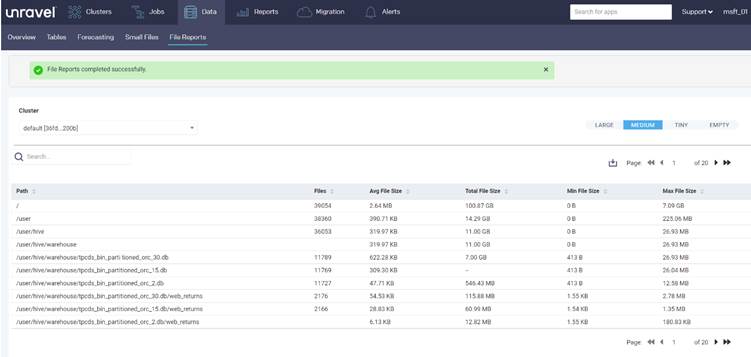 unravel Clusters Jobs Data Reports Migration Alerts Search for apps Support msft_01
Overview Tables Forecasting Small Files File Reports
File Reports completed successfully. ×
Cluster
default [36fd...200b]
LARGE MEDIUM TINY EMPTY
Search...
Page: 1 of 20
Path Files Avg File Size Total File Size Min File Size Max File Size
/ 39054 2.64 MB 100.87 GB 0 B 7.09 GB
/user 38360 390.71 KB 14.29 GB 0 B 225.06 MB
/user/hive 36053 319.97 KB 11.00 GB 0 B 26.93 MB
/user/hive/warehouse 319.97 KB 11.00 GB 0 B 26.93 MB
/user/hive/warehouse/tpcds_bin_parti tioned_orc_30.db 11789 622.28 KB 7.00 GB 413 B 26.93 MB
/user/hive/warehouse/tpcds_bin_partitioned_orc_15.db 11769 309.30 KB – 413 B 26.04 MB
/user/hive/warehouse/tpcds_bin_partitioned_orc_2.db 11727 47.71 KB 546.43 MB 413 B 12.58 MB
/user/hive/warehouse/tpcds_bin_partitioned_orc_30.db/web_returns 2176 54.53 KB 115.88 MB 1.55 KB 2.78 MB
/user/hive/warehouse/tpcds_bin_partitioned_orc_15.db/web_returns 2166 28.83 KB 60.99 MB 1.54 KB 1.35 MB
/user/hive/warehouse/tpcds_bin_partitioned_orc_2.db/web_returns 6.13 KB 12.82 MB 1.55 KB 180.83 KB
Page: 1 of 20